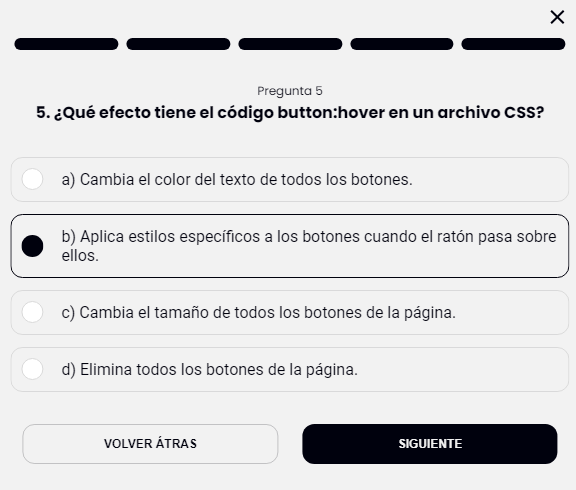 Pregunta 5
5. ¿Qué efecto tiene el código button:hover en un archivo CSS?
a) Cambia el color del texto de todos los botones.
b) Aplica estilos específicos a los botones cuando el ratón pasa sobre
ellos.
c) Cambia el tamaño de todos los botones de la página.
d) Elimina todos los botones de la página.
VOLVER ÁTRAS
SIGUIENTE